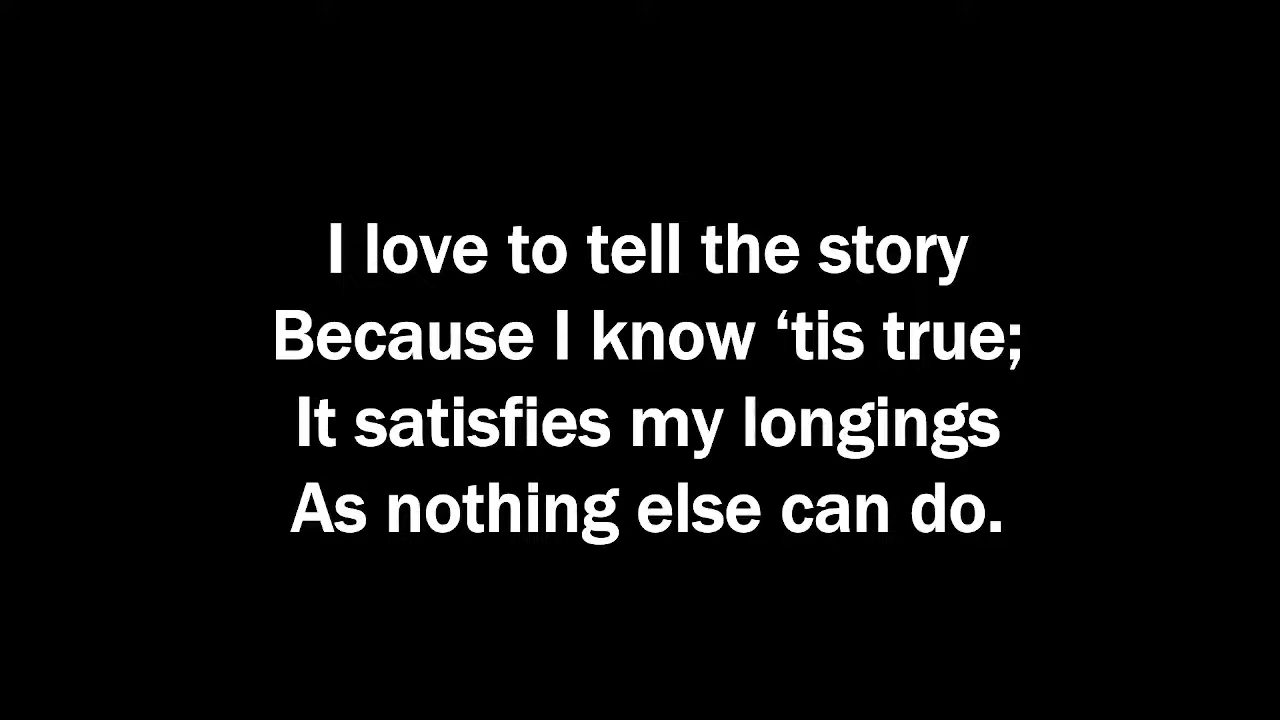 I love to tell the story
Because I know ‘tis true;
It satisfies my longings
As nothing else can do.